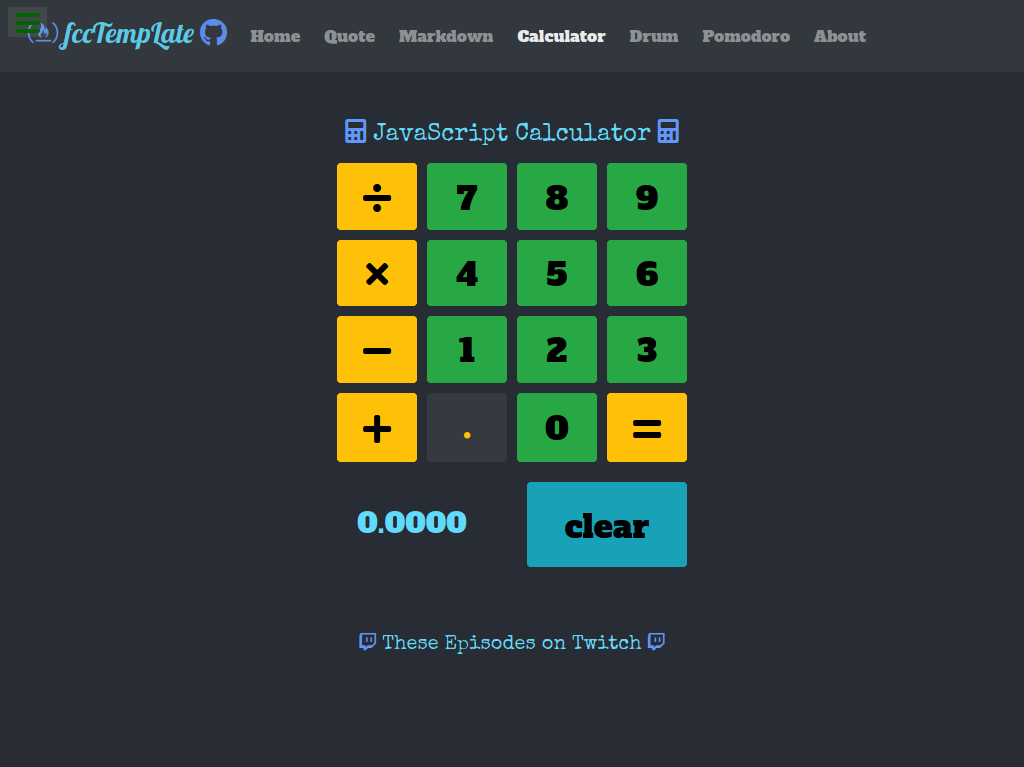 fccTempLate Home Quote Markdown Calculator Drum Pomodoro About
JavaScript Calculator
÷ 7 8 9
× 4 5 6
− 1 2 3
+ . 0 =
0.0000 clear
These Episodes on Twitch